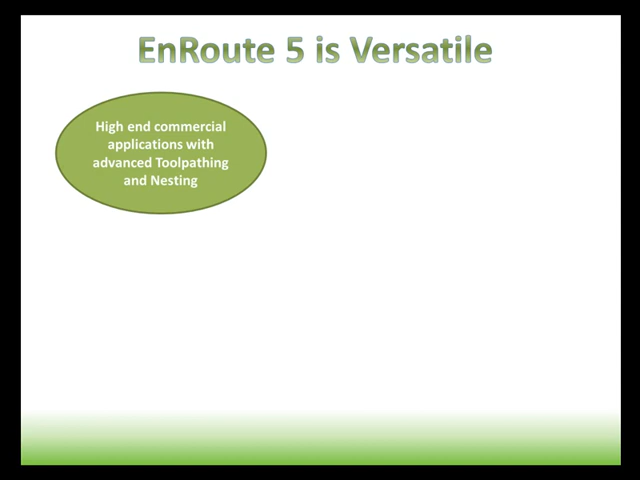 EnRoute 5 is Versatile
High end commercial
applications with
advanced Toolpathing
and Nesting